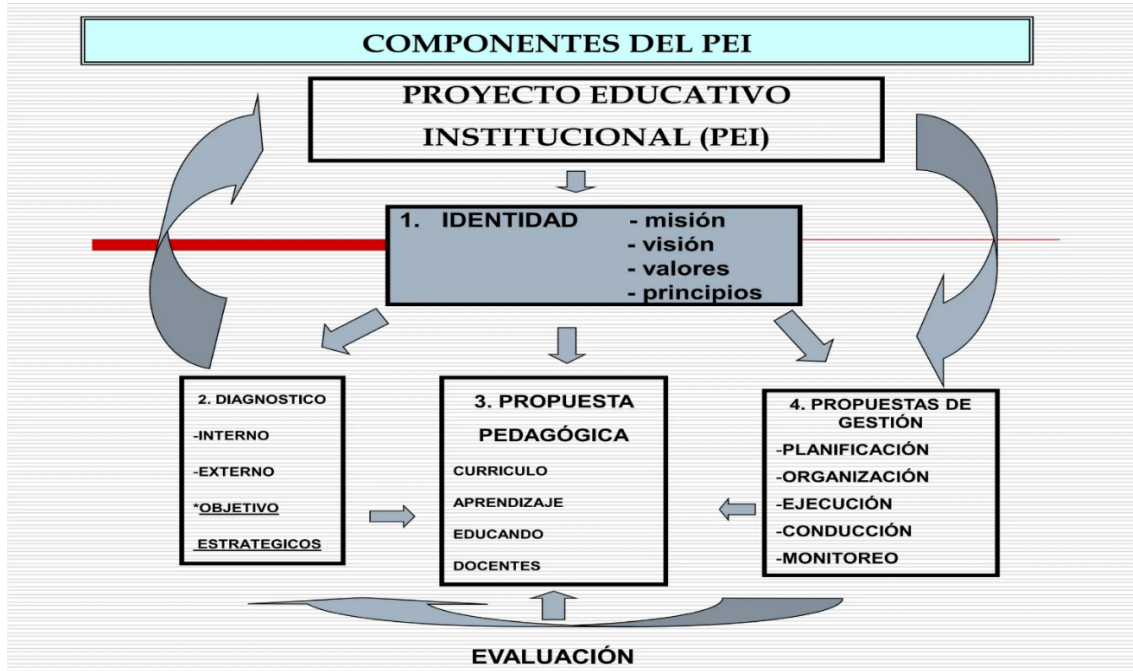 COMPONENTES DEL PEI
PROYECTO EDUCATIVO
INSTITUCIONAL (PEI)
1. IDENTIDAD - misión
- visión
- valores
- principios
2. DIAGNOSTICO
-INTERNO
-EXTERNO
*OBJETIVO
ESTRATEGICOS
3. PROPUESTA
PEDAGÓGICA
CURRICULO
APRENDIZAJE
EDUCANDO
DOCENTES
4. PROPUESTAS DE
GESTIÓN
-PLANIFICACIÓN
-ORGANIZACIÓN
-EJECUCIÓN
-CONDUCCIÓN
-MONITOREO
EVALUACIÓN